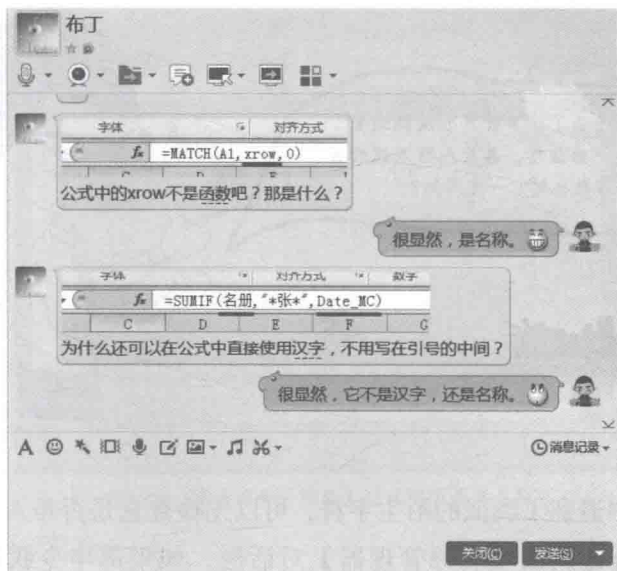 布丁
字体 对齐方式
fx =MATCH(A1,xrow,0)
C D E
公式中的xrow不是函数吧？那是什么？
很显然，是名称。
字体 对齐方式 数字
fx =SUMIF(名册,"*张*",Date_MC)
C D E F G
为什么还可以在公式中直接使用汉字，不用写在引号的中间？
很显然，它不是汉字，还是名称。
A 消息记录
关闭(C) 发送(S)